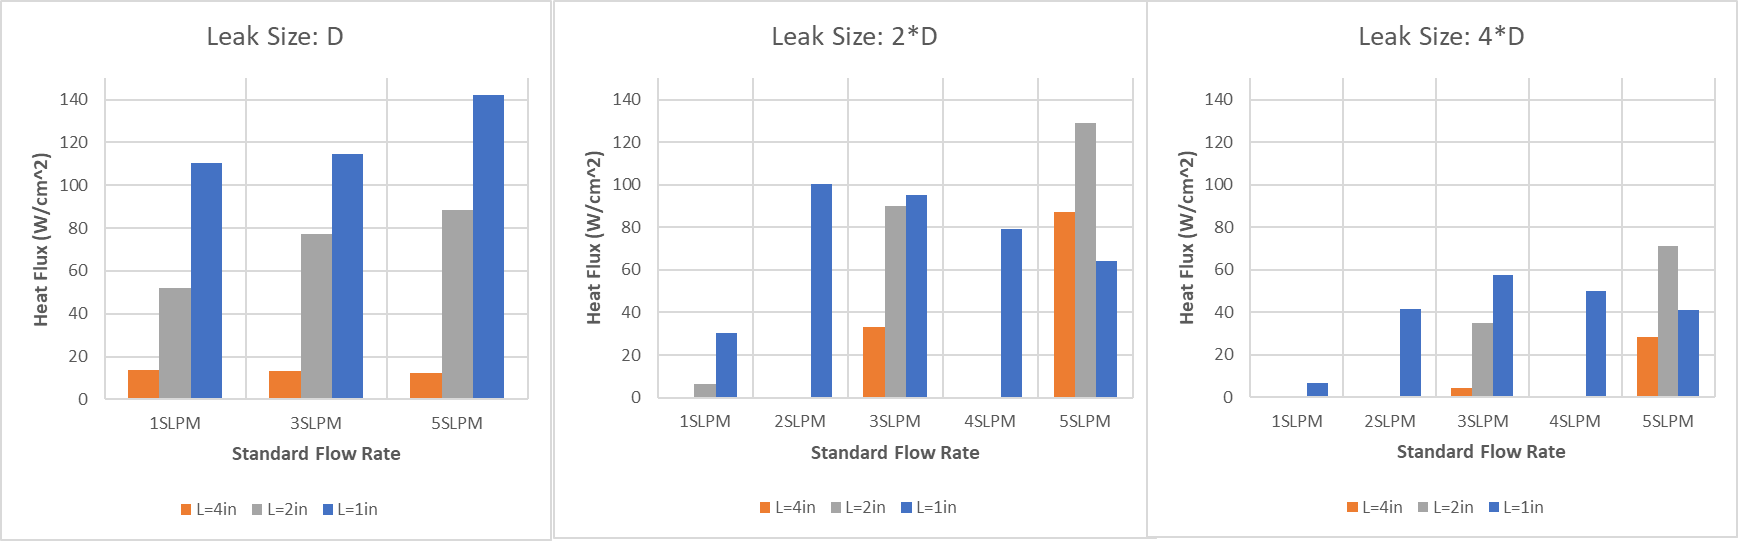 Leak Size: D
140
120
100
80
60
40
20
0
Heat Flux (W/cm^2)
1SLPM 3SLPM 5SLPM
Standard Flow Rate
L=4in L=2in L=1in
Leak Size: 2*D
140
120
100
80
60
40
20
0
Heat Flux (W/cm^2)
1SLPM 2SLPM 3SLPM 4SLPM 5SLPM
Standard Flow Rate
L=4in L=2in L=1in
Leak Size: 4*D
140
120
100
80
60
40
20
0
Heat Flux (W/cm^2)
1SLPM 2SLPM 3SLPM 4SLPM 5SLPM
Standard Flow Rate
L=4in L=2in L=1in